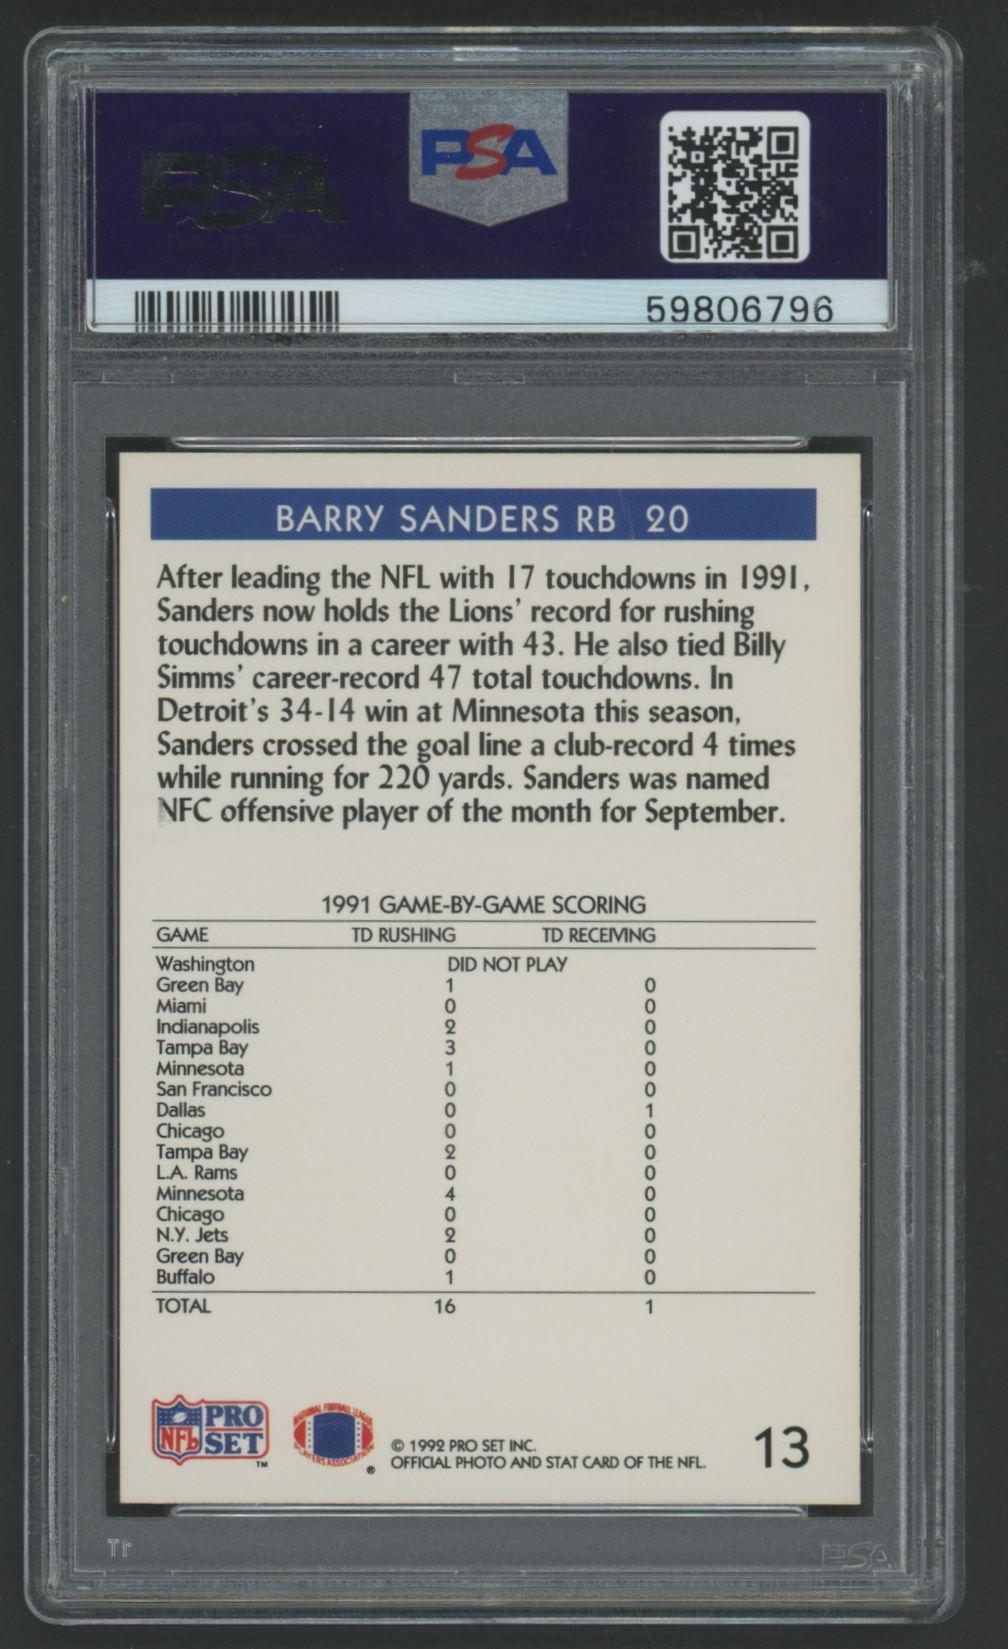 PSA
PSA
59806796
BARRY SANDERS RB 20
After leading the NFL with 17 touchdowns in 1991,
Sanders now holds the Lions' record for rushing
touchdowns in a career with 43. He also tied Billy
Simms' career-record 47 total touchdowns. In
Detroit's 34-14 win at Minnesota this season,
Sanders crossed the goal line a club-record 4 times
while running for 220 yards. Sanders was named
NFC offensive player of the month for September.
1991 GAME-BY-GAME SCORING
GAME TD RUSHING TD RECEIVING
Washington DID NOT PLAY
Green Bay 1 0
Miami 0 0
Indianapolis 2 0
Tampa Bay 3 0
Minnesota 1 0
San Francisco 0 0
Dallas 0 1
Chicago 0 0
Tampa Bay 2 0
L.A. Rams 0 0
Minnesota 4 0
Chicago 0 0
N.Y. Jets 2 0
Green Bay 0 0
Buffalo 1 0
TOTAL 16 1
NFL PRO SET ™
NATIONAL FOOTBALL LEAGUE PLAYERS ASSOCIATION ®
© 1992 PRO SET INC.
OFFICIAL PHOTO AND STAT CARD OF THE NFL.
13
PSA